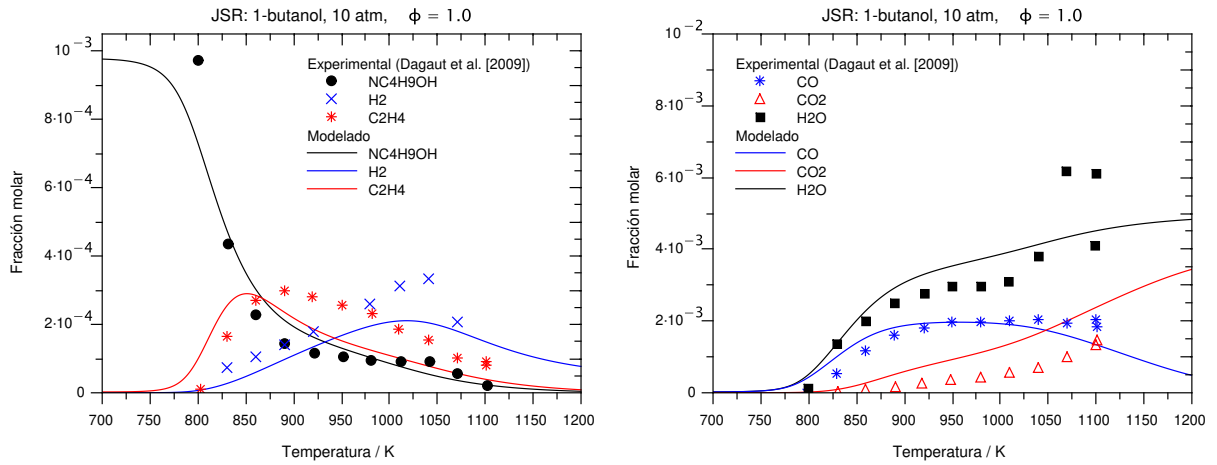 JSR: 1-butanol, 10 atm, ϕ = 1.0
10⁻³
8·10⁻⁴
6·10⁻⁴
4·10⁻⁴
2·10⁻⁴
0
Fracción molar
Experimental (Dagaut et al. [2009])
NC4H9OH
H2
C2H4
Modelado
NC4H9OH
H2
C2H4
700 750 800 850 900 950 1000 1050 1100 1150 1200
Temperatura / K
JSR: 1-butanol, 10 atm, ϕ = 1.0
10⁻²
8·10⁻³
6·10⁻³
4·10⁻³
2·10⁻³
0
Fracción molar
Experimental (Dagaut et al. [2009])
CO
CO2
H2O
Modelado
CO
CO2
H2O
700 750 800 850 900 950 1000 1050 1100 1150 1200
Temperatura / K